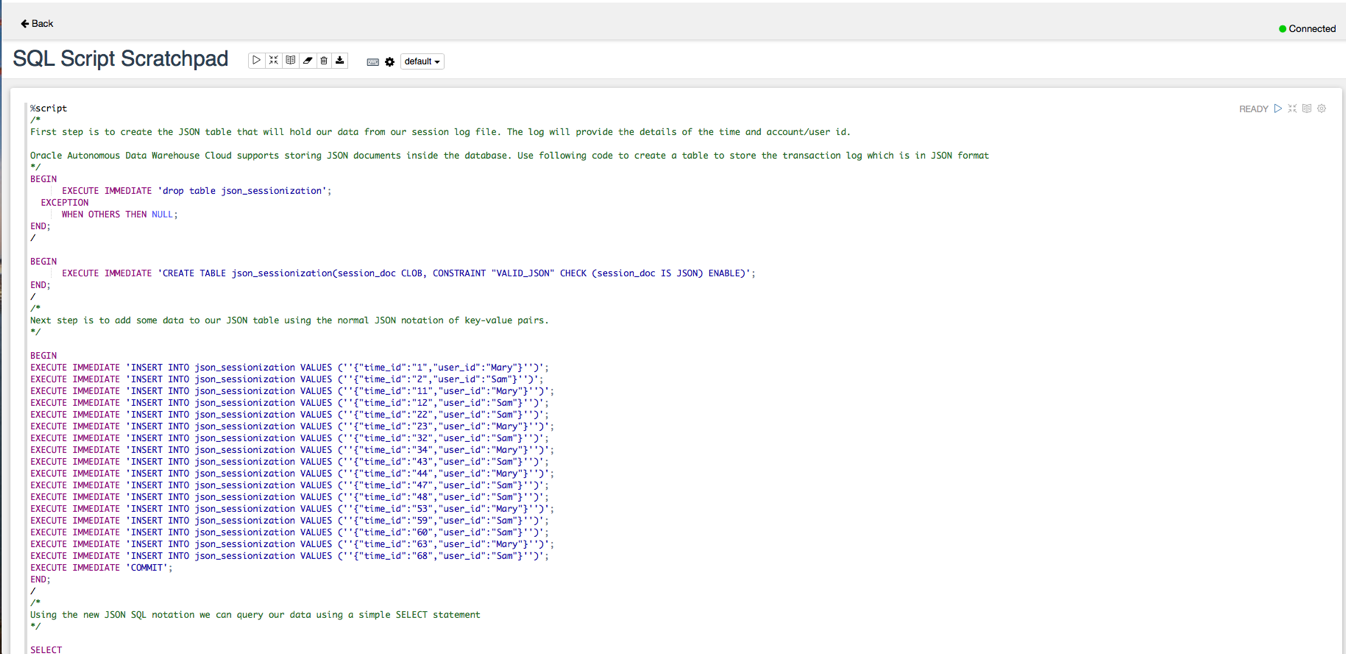 Back
Connected
SQL Script Scratchpad default
%script READY
/*
First step is to create the JSON table that will hold our data from our session log file. The log will provide the details of the time and account/user id.
Oracle Autonomous Data Warehouse Cloud supports storing JSON documents inside the database. Use following code to create a table to store the transaction log which is in JSON format
*/
BEGIN
EXECUTE IMMEDIATE 'drop table json_sessionization';
EXCEPTION
WHEN OTHERS THEN NULL;
END;
/
BEGIN
EXECUTE IMMEDIATE 'CREATE TABLE json_sessionization(session_doc CLOB, CONSTRAINT "VALID_JSON" CHECK (session_doc IS JSON) ENABLE)';
END;
/
/*
Next step is to add some data to our JSON table using the normal JSON notation of key-value pairs.
*/
BEGIN
EXECUTE IMMEDIATE 'INSERT INTO json_sessionization VALUES (''{"time_id":"1","user_id":"Mary"}'')';
EXECUTE IMMEDIATE 'INSERT INTO json_sessionization VALUES (''{"time_id":"2","user_id":"Sam"}'')';
EXECUTE IMMEDIATE 'INSERT INTO json_sessionization VALUES (''{"time_id":"11","user_id":"Mary"}'')';
EXECUTE IMMEDIATE 'INSERT INTO json_sessionization VALUES (''{"time_id":"12","user_id":"Sam"}'')';
EXECUTE IMMEDIATE 'INSERT INTO json_sessionization VALUES (''{"time_id":"22","user_id":"Sam"}'')';
EXECUTE IMMEDIATE 'INSERT INTO json_sessionization VALUES (''{"time_id":"23","user_id":"Mary"}'')';
EXECUTE IMMEDIATE 'INSERT INTO json_sessionization VALUES (''{"time_id":"32","user_id":"Sam"}'')';
EXECUTE IMMEDIATE 'INSERT INTO json_sessionization VALUES (''{"time_id":"34","user_id":"Mary"}'')';
EXECUTE IMMEDIATE 'INSERT INTO json_sessionization VALUES (''{"time_id":"43","user_id":"Sam"}'')';
EXECUTE IMMEDIATE 'INSERT INTO json_sessionization VALUES (''{"time_id":"44","user_id":"Mary"}'')';
EXECUTE IMMEDIATE 'INSERT INTO json_sessionization VALUES (''{"time_id":"47","user_id":"Sam"}'')';
EXECUTE IMMEDIATE 'INSERT INTO json_sessionization VALUES (''{"time_id":"48","user_id":"Sam"}'')';
EXECUTE IMMEDIATE 'INSERT INTO json_sessionization VALUES (''{"time_id":"53","user_id":"Mary"}'')';
EXECUTE IMMEDIATE 'INSERT INTO json_sessionization VALUES (''{"time_id":"59","user_id":"Sam"}'')';
EXECUTE IMMEDIATE 'INSERT INTO json_sessionization VALUES (''{"time_id":"60","user_id":"Sam"}'')';
EXECUTE IMMEDIATE 'INSERT INTO json_sessionization VALUES (''{"time_id":"63","user_id":"Mary"}'')';
EXECUTE IMMEDIATE 'INSERT INTO json_sessionization VALUES (''{"time_id":"68","user_id":"Sam"}'')';
EXECUTE IMMEDIATE 'COMMIT';
END;
/
/*
Using the new JSON SQL notation we can query our data using a simple SELECT statement
*/
SELECT